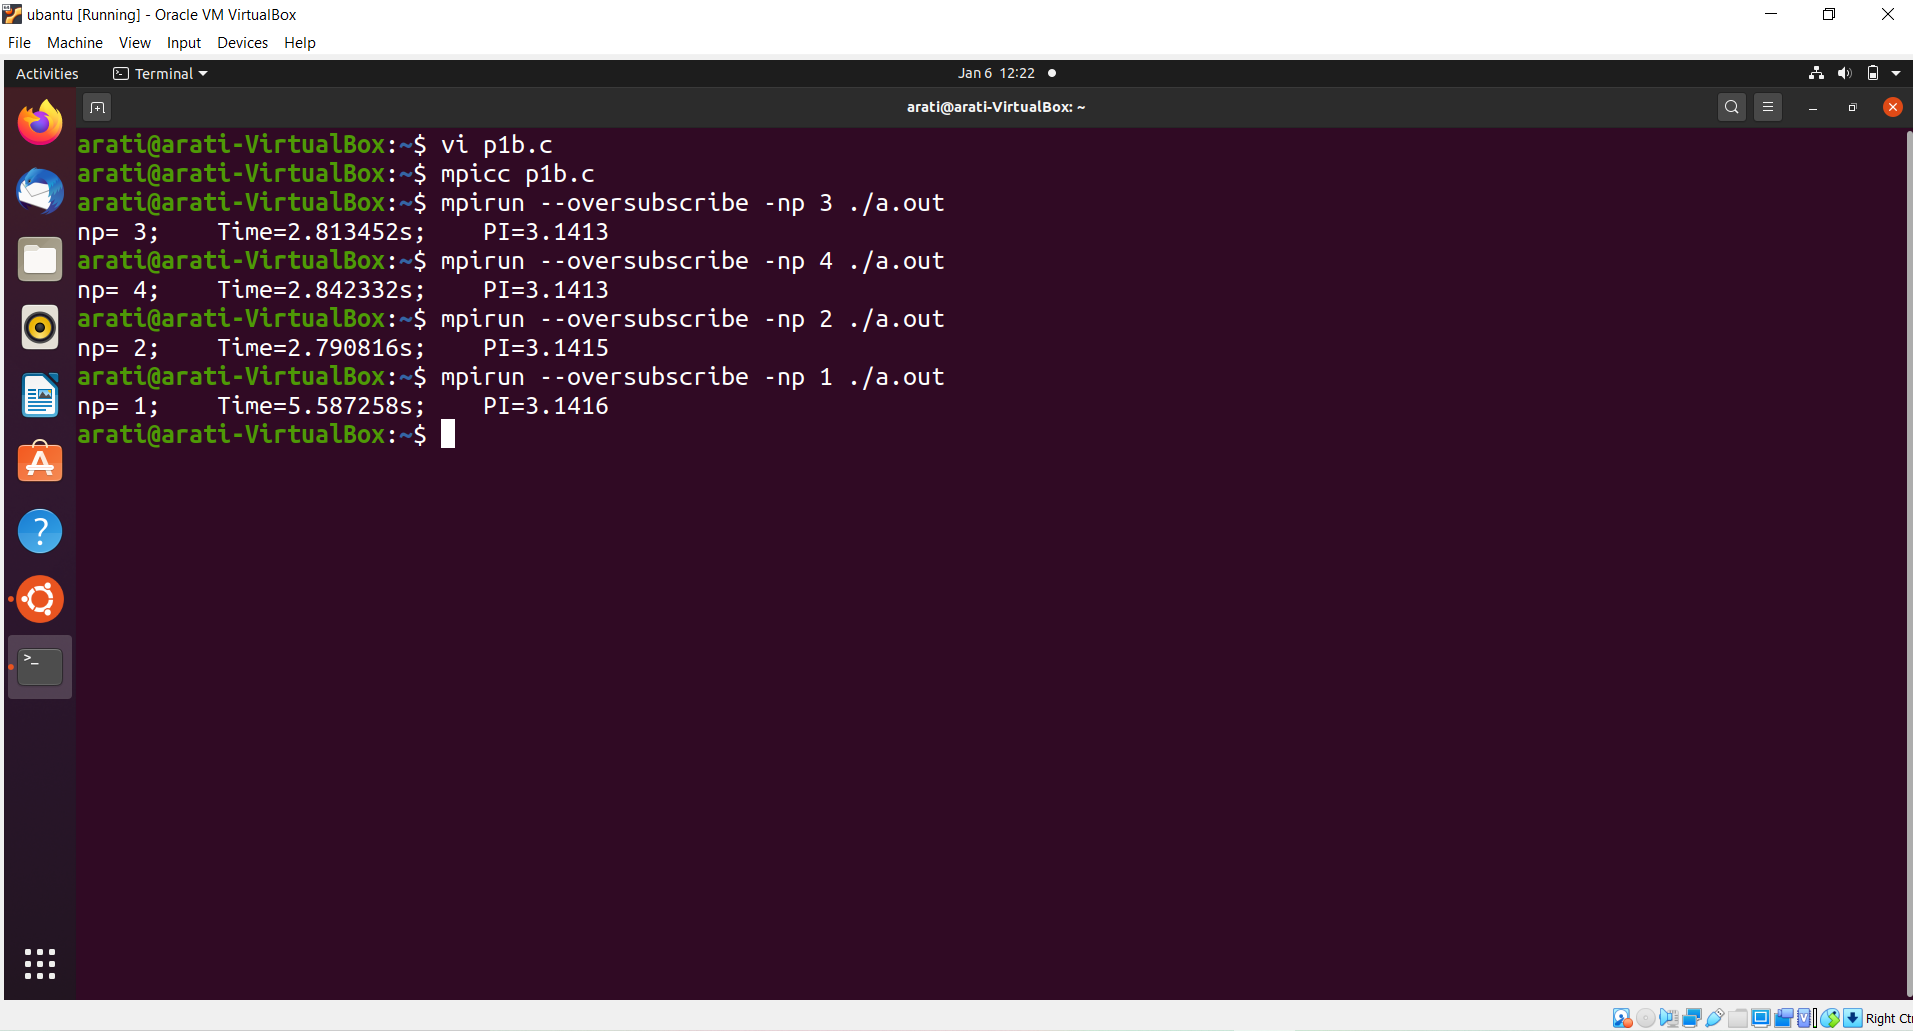 ubantu [Running] - Oracle VM VirtualBox
File Machine View Input Devices Help
Activities Terminal Jan 6 12:22
arati@arati-VirtualBox: ~
arati@arati-VirtualBox:~$ vi p1b.c
arati@arati-VirtualBox:~$ mpicc p1b.c
arati@arati-VirtualBox:~$ mpirun --oversubscribe -np 3 ./a.out
np= 3;    Time=2.813452s;    PI=3.1413
arati@arati-VirtualBox:~$ mpirun --oversubscribe -np 4 ./a.out
np= 4;    Time=2.842332s;    PI=3.1413
arati@arati-VirtualBox:~$ mpirun --oversubscribe -np 2 ./a.out
np= 2;    Time=2.790816s;    PI=3.1415
arati@arati-VirtualBox:~$ mpirun --oversubscribe -np 1 ./a.out
np= 1;    Time=5.587258s;    PI=3.1416
arati@arati-VirtualBox:~$
Right